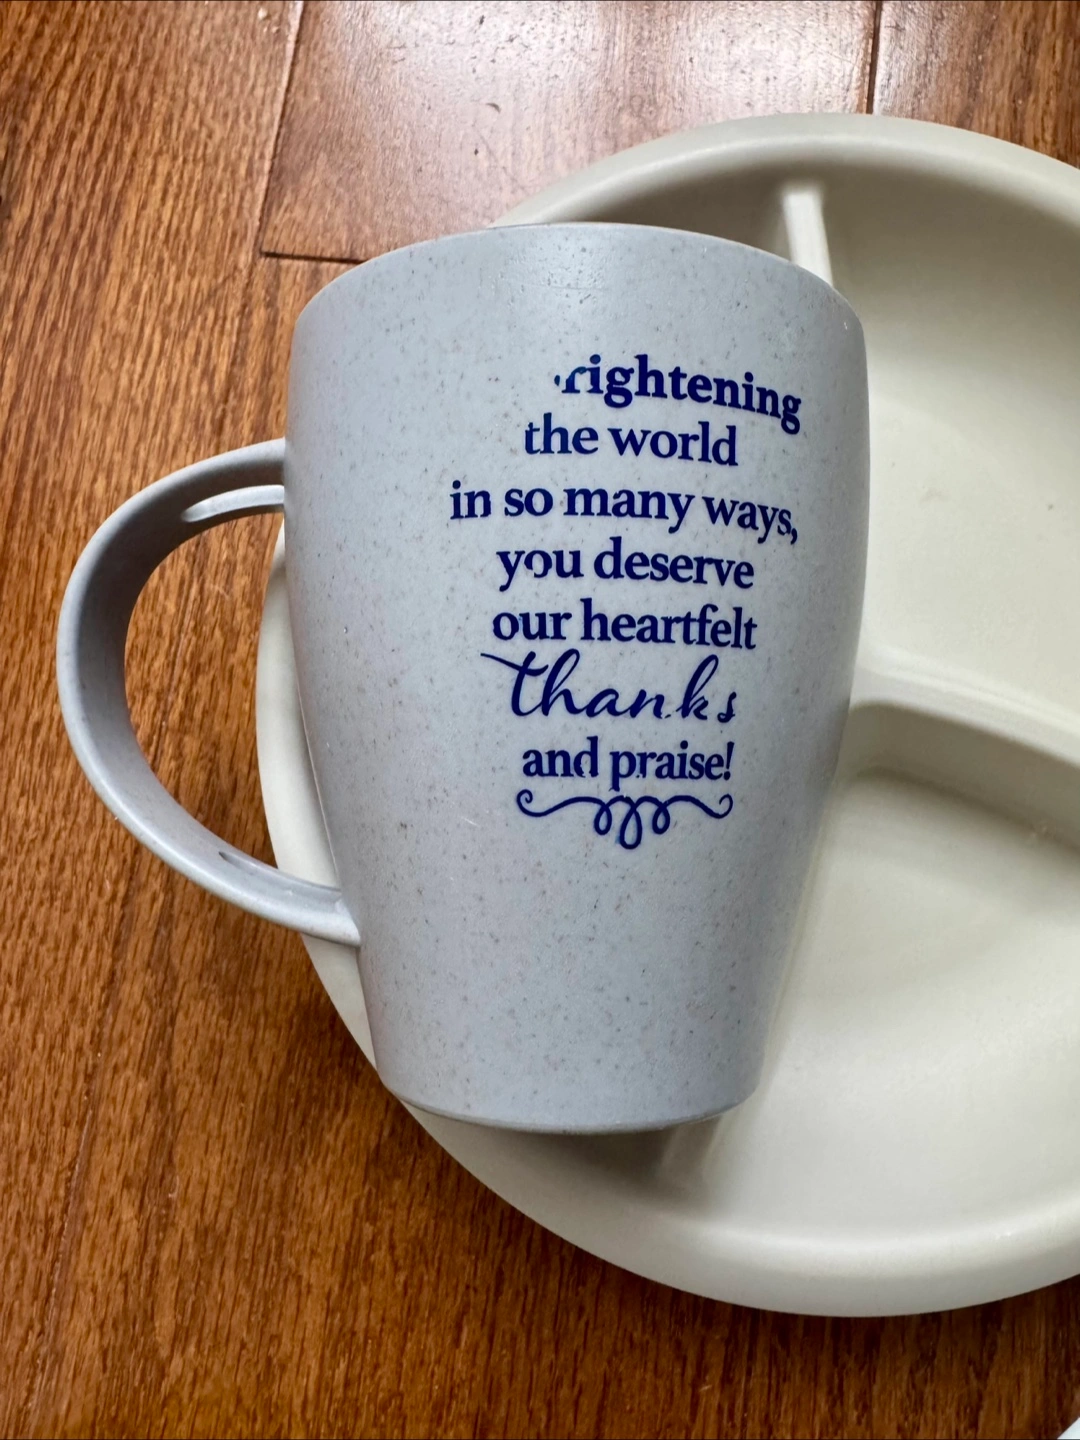 rightening
the world
in so many ways,
you deserve
our heartfelt
thanks
and praise!